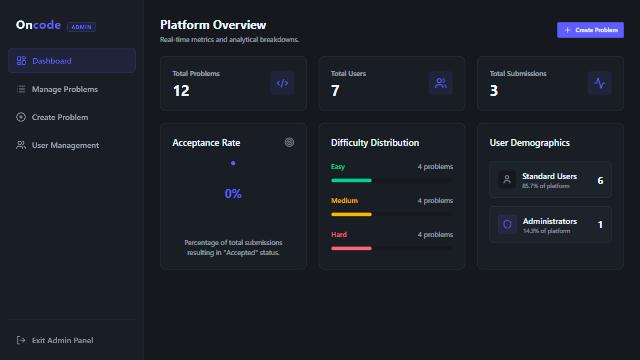 Oncode ADMIN
Dashboard
Manage Problems
Create Problem
User Management
Exit Admin Panel
Platform Overview
Real-time metrics and analytical breakdowns.
+ Create Problem
Total Problems
12
Total Users
7
Total Submissions
3
Acceptance Rate
0%
Percentage of total submissions
resulting in "Accepted" status.
Difficulty Distribution
Easy 4 problems
Medium 4 problems
Hard 4 problems
User Demographics
Standard Users 6
85.7% of platform
Administrators 1
14.3% of platform